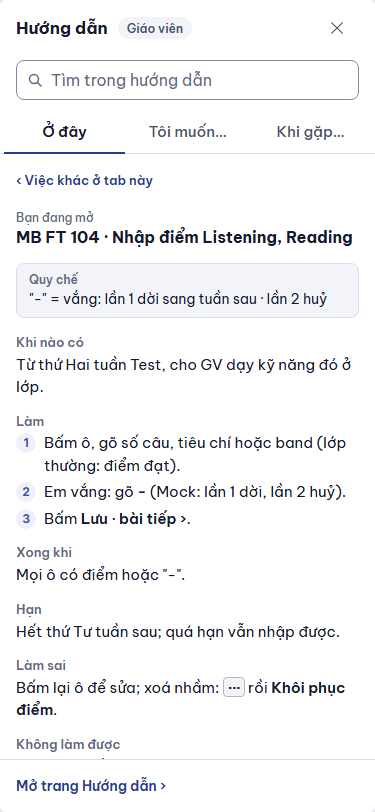 Hướng dẫn Giáo viên
Tìm trong hướng dẫn
Ở đây Tôi muốn... Khi gặp...
‹ Việc khác ở tab này
Bạn đang mở
MB FT 104 · Nhập điểm Listening, Reading
Quy chế
"-" = vắng: lần 1 dời sang tuần sau · lần 2 huỷ
Khi nào có
Từ thứ Hai tuần Test, cho GV dạy kỹ năng đó ở
lớp.
Làm
1 Bấm ô, gõ số câu, tiêu chí hoặc band (lớp
thường: điểm đạt).
2 Em vắng: gõ - (Mock: lần 1 dời, lần 2 huỷ).
3 Bấm Lưu · bài tiếp ›.
Xong khi
Mọi ô có điểm hoặc "-".
Hạn
Hết thứ Tư tuần sau; quá hạn vẫn nhập được.
Làm sai
Bấm lại ô để sửa; xoá nhầm: ••• rồi Khôi phục
điểm.
Không làm được
Mở trang Hướng dẫn ›